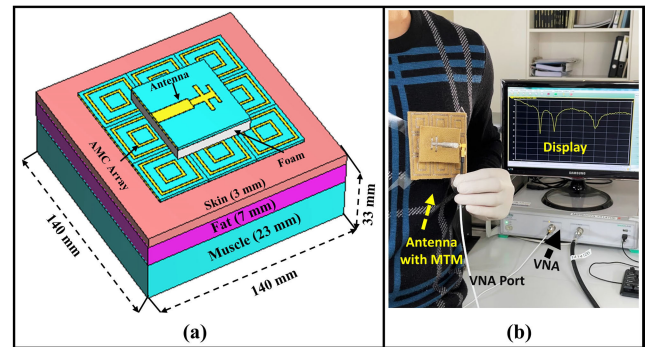 Antenna
AMC Array
Foam
Skin (3 mm)
Fat (7 mm)
Muscle (23 mm)
33 mm
140 mm
140 mm
(a)
Display
SAMSUNG
Antenna
with MTM
VNA Port
VNA
(b)